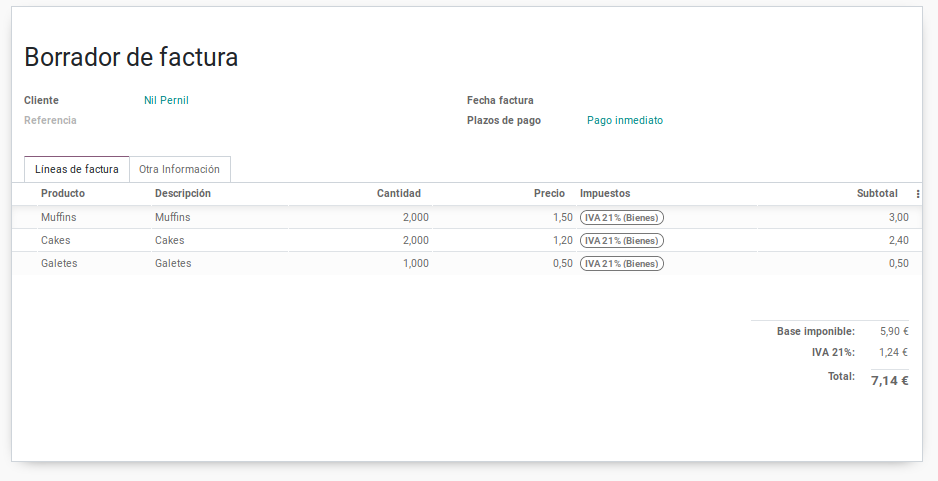 Borrador de factura
Cliente Nil Pernil Fecha factura
Referencia Plazos de pago Pago inmediato
Líneas de factura Otra Información
Producto Descripción Cantidad Precio Impuestos Subtotal
Muffins Muffins 2,000 1,50 IVA 21% (Bienes) 3,00
Cakes Cakes 2,000 1,20 IVA 21% (Bienes) 2,40
Galetes Galetes 1,000 0,50 IVA 21% (Bienes) 0,50
Base imponible: 5,90 €
IVA 21%: 1,24 €
Total: 7,14 €